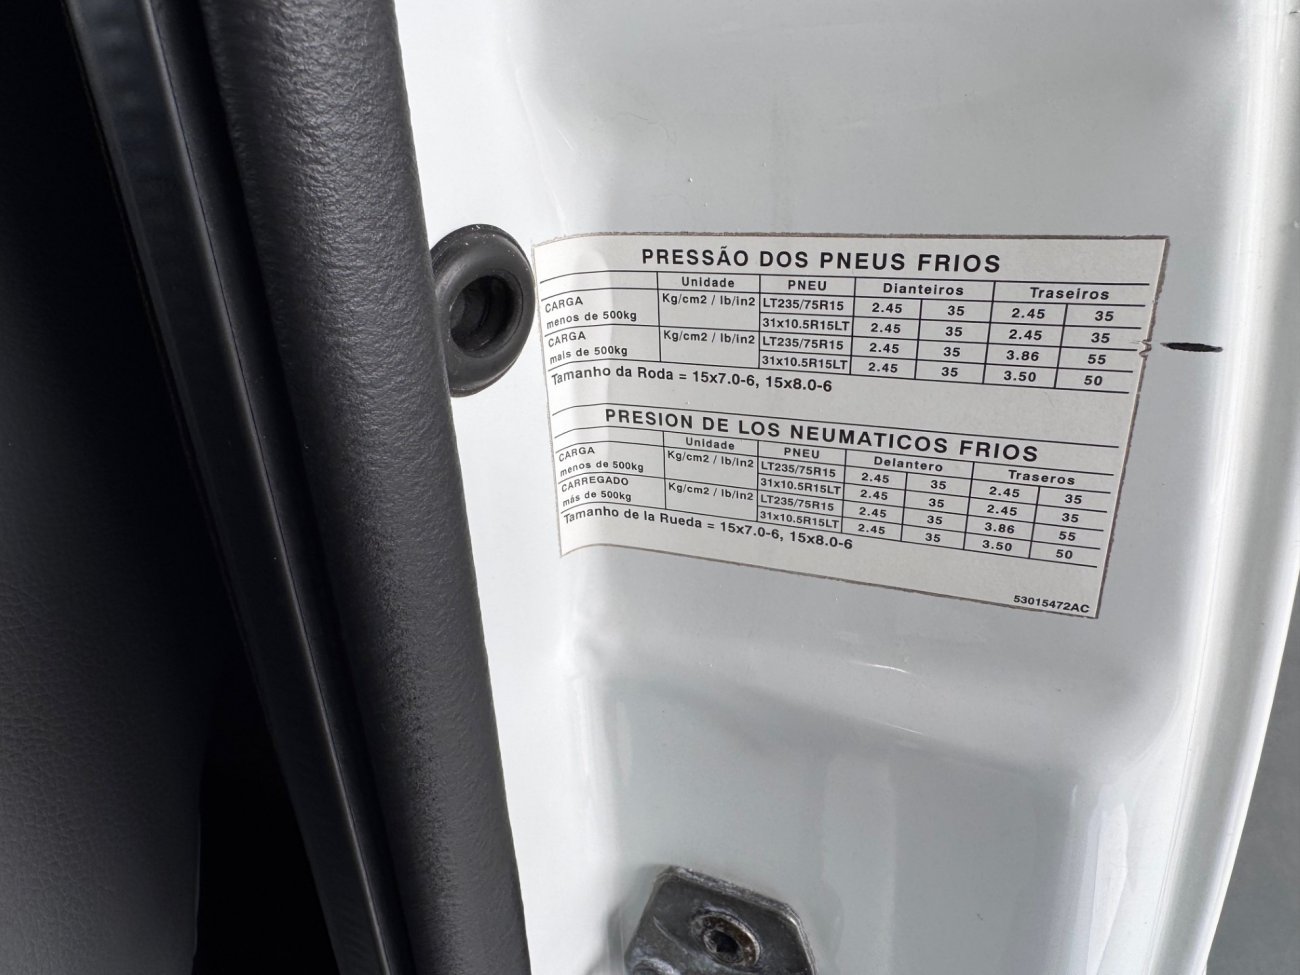 PRESSÃO DOS PNEUS FRIOS
Unidade PNEU Dianteiros Traseiros
CARGA menos de 500kg Kg/cm2 / lb/in2 LT235/75R15 2.45 35 2.45 35
31x10.5R15LT 2.45 35 2.45 35
CARGA mais de 500kg Kg/cm2 / lb/in2 LT235/75R15 2.45 35 3.86 55
31x10.5R15LT 2.45 35 3.50 50
Tamanho da Roda = 15x7.0-6, 15x8.0-6
PRESION DE LOS NEUMATICOS FRIOS
Unidade PNEU Delantero Traseros
CARGA menos de 500kg Kg/cm2 / lb/in2 LT235/75R15 2.45 35 2.45 35
31x10.5R15LT 2.45 35 2.45 35
CARREGADO más de 500kg Kg/cm2 / lb/in2 LT235/75R15 2.45 35 3.86 55
31x10.5R15LT 2.45 35 3.50 50
Tamanho de la Rueda = 15x7.0-6, 15x8.0-6
53015472AC